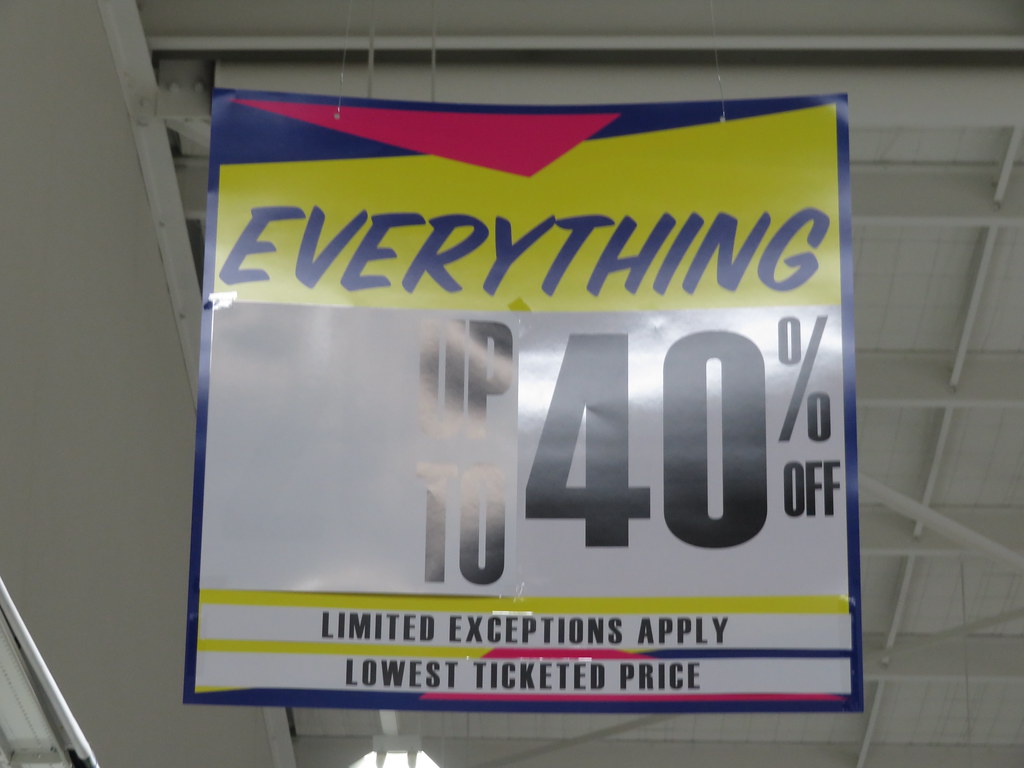 EVERYTHING
UP TO 40% OFF
LIMITED EXCEPTIONS APPLY
LOWEST TICKETED PRICE